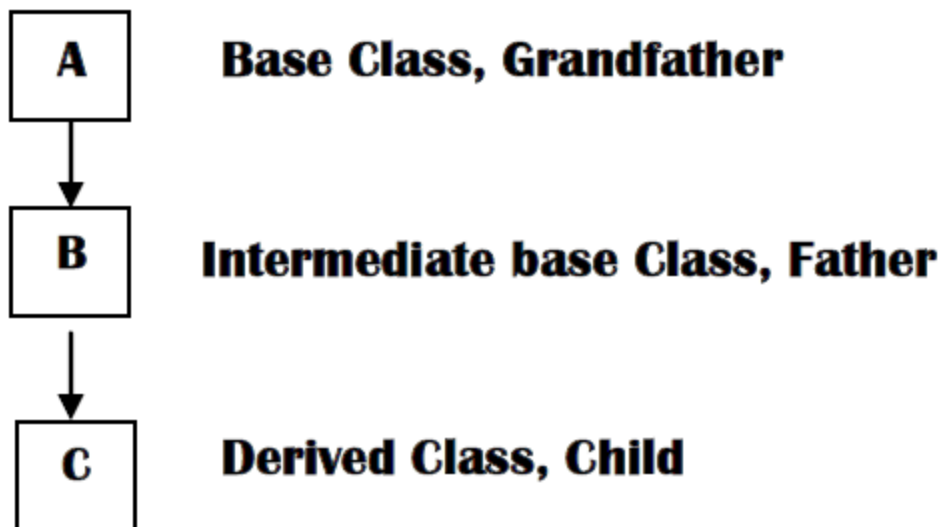 A Base Class, Grandfather
B Intermediate base Class, Father
C Derived Class, Child